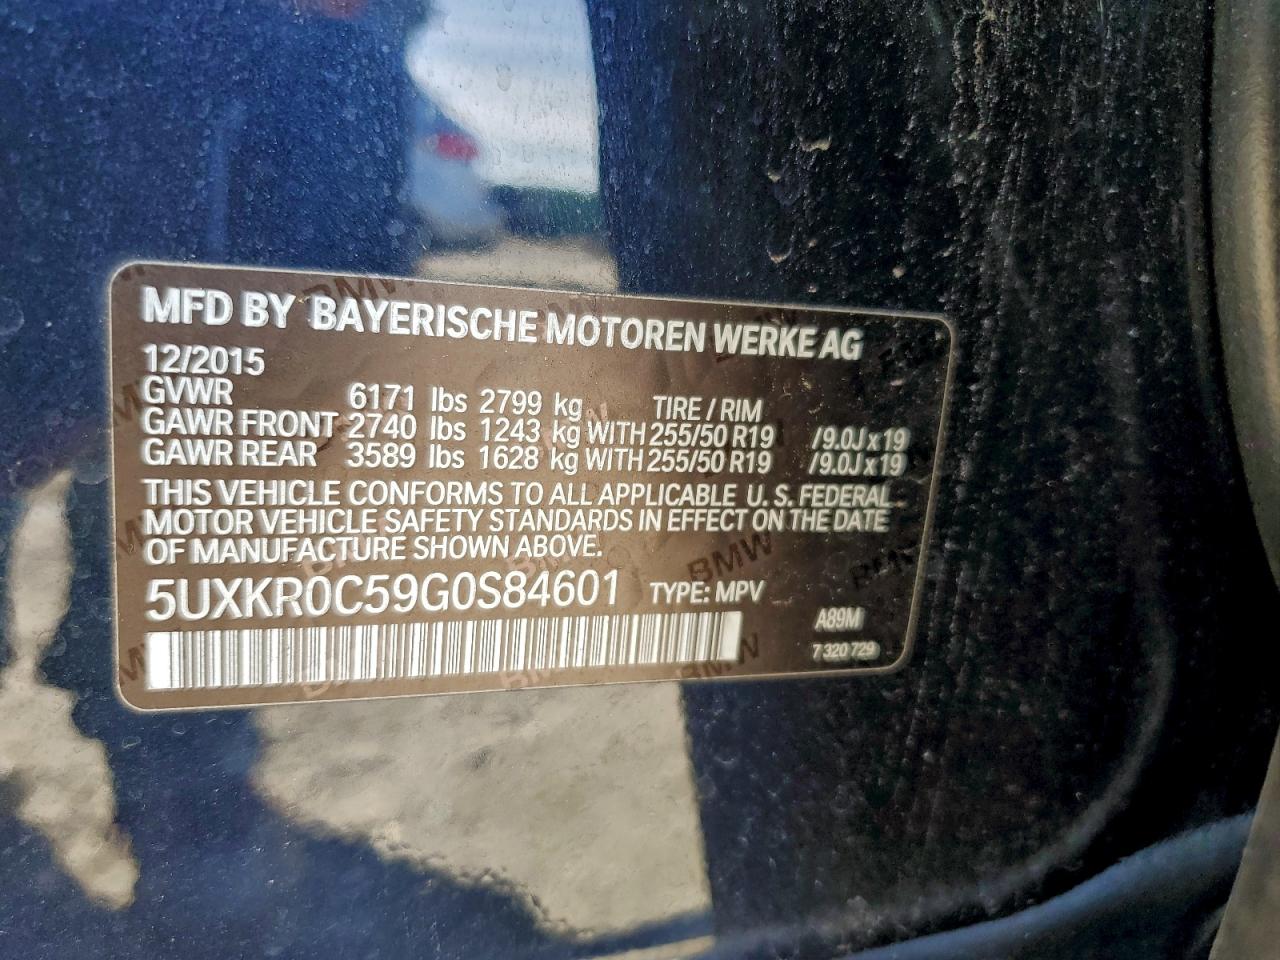 MFD BY BAYERISCHE MOTOREN WERKE AG
12/2015
GVWR 6171 lbs 2799 kg TIRE / RIM
GAWR FRONT 2740 lbs 1243 kg WITH 255/50 R19 /9.0J x 19
GAWR REAR 3589 lbs 1628 kg WITH 255/50 R19 /9.0J x 19
THIS VEHICLE CONFORMS TO ALL APPLICABLE U. S. FEDERAL
MOTOR VEHICLE SAFETY STANDARDS IN EFFECT ON THE DATE
OF MANUFACTURE SHOWN ABOVE.
5UXKR0C59G0S84601 TYPE: MPV
A89M
7 320 729